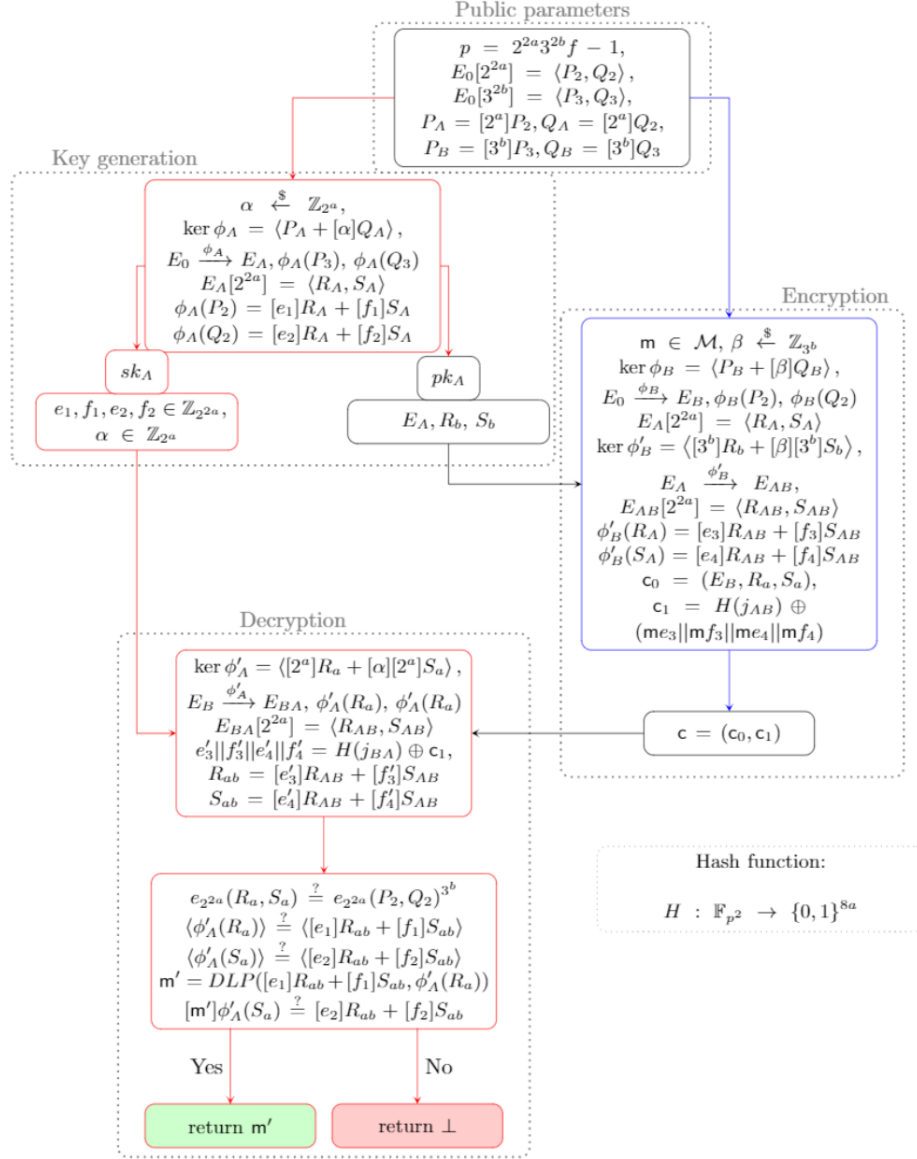 Public parameters
p = 2^{2a}3^{2b}f − 1,
E_0[2^{2a}] = ⟨P_2, Q_2⟩,
E_0[3^{2b}] = ⟨P_3, Q_3⟩,
P_A = [2^a]P_2, Q_A = [2^a]Q_2,
P_B = [3^b]P_3, Q_B = [3^b]Q_3
Key generation
α ←$ ℤ_{2^a},
ker ϕ_A = ⟨P_A + [α]Q_A⟩,
E_0 —ϕ_A→ E_A, ϕ_A(P_3), ϕ_A(Q_3)
E_A[2^{2a}] = ⟨R_A, S_A⟩
ϕ_A(P_2) = [e_1]R_A + [f_1]S_A
ϕ_A(Q_2) = [e_2]R_A + [f_2]S_A
sk_A
e_1, f_1, e_2, f_2 ∈ ℤ_{2^{2a}},
α ∈ ℤ_{2^a}
pk_A
E_A, R_b, S_b
Encryption
m ∈ ℳ, β ←$ ℤ_{3^b}
ker ϕ_B = ⟨P_B + [β]Q_B⟩,
E_0 —ϕ_B→ E_B, ϕ_B(P_2), ϕ_B(Q_2)
E_A[2^{2a}] = ⟨R_A, S_A⟩
ker ϕ'_B = ⟨[3^b]R_b + [β][3^b]S_b⟩,
E_A —ϕ'_B→ E_{AB},
E_{AB}[2^{2a}] = ⟨R_{AB}, S_{AB}⟩
ϕ'_B(R_A) = [e_3]R_{AB} + [f_3]S_{AB}
ϕ'_B(S_A) = [e_4]R_{AB} + [f_4]S_{AB}
c_0 = (E_B, R_a, S_a),
c_1 = H(j_{AB}) ⊕
(me_3||mf_3||me_4||mf_4)
c = (c_0, c_1)
Decryption
ker ϕ'_A = ⟨[2^a]R_a + [α][2^a]S_a⟩,
E_B —ϕ'_A→ E_{BA}, ϕ'_A(R_a), ϕ'_A(R_a)
E_{BA}[2^{2a}] = ⟨R_{AB}, S_{AB}⟩
e'_3||f'_3||e'_4||f'_4 = H(j_{BA}) ⊕ c_1,
R_{ab} = [e'_3]R_{AB} + [f'_3]S_{AB}
S_{ab} = [e'_4]R_{AB} + [f'_4]S_{AB}
e_{2^{2a}}(R_a, S_a) ≟ e_{2^{2a}}(P_2, Q_2)^{3^b}
⟨ϕ'_A(R_a)⟩ ≟ ⟨[e_1]R_{ab} + [f_1]S_{ab}⟩
⟨ϕ'_A(S_a)⟩ ≟ ⟨[e_2]R_{ab} + [f_2]S_{ab}⟩
m' = DLP([e_1]R_{ab}+[f_1]S_{ab}, ϕ'_A(R_a))
[m']ϕ'_A(S_a) ≟ [e_2]R_{ab} + [f_2]S_{ab}
Yes
No
return m'
return ⊥
Hash function:
H : 𝔽_{p^2} → {0, 1}^{8a}